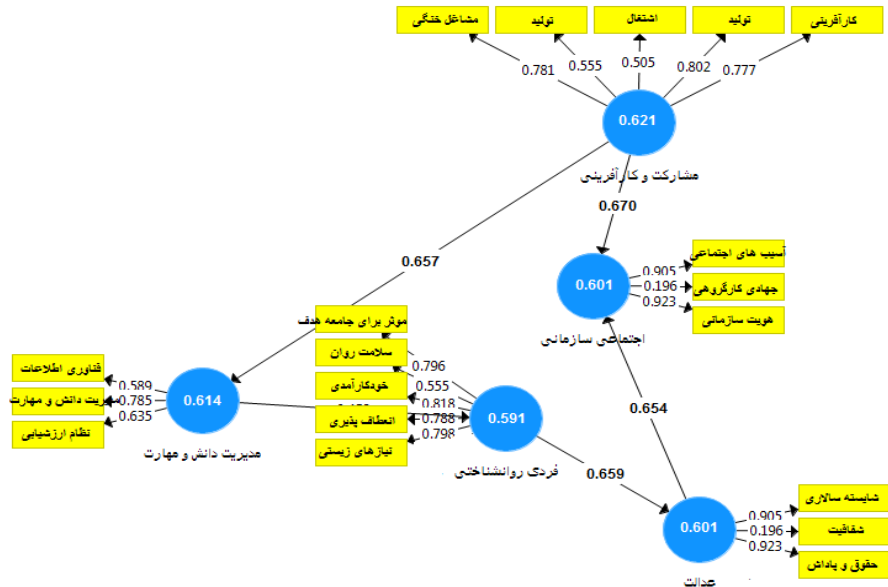 مشاغل خنگی
تولید
اشتغال
تولید
کارآفرینی
0.781
0.555
0.505
0.802
0.777
0.621
مشارکت و کارآفرینی
0.670
0.657
آسیب های اجتماعی
جهادی کارگروهی
هویت سازمانی
0.905
0.196
0.923
0.601
اجتماعی سازمانی
موثر برای جامعه هدف
سلامت روان
خودکارآمدی
انعطاف پذیری
نیازهای زیستی
0.796
0.555
0.818
0.788
0.798
0.591
فردی روانشناختی
فناوری اطلاعات
مدیریت دانش و مهارت
نظام ارزشیابی
0.589
0.785
0.635
0.614
مدیریت دانش و مهارت
0.654
0.659
شایسته سالاری
شفافیت
حقوق و پاداش
0.905
0.196
0.923
0.601
عدالت